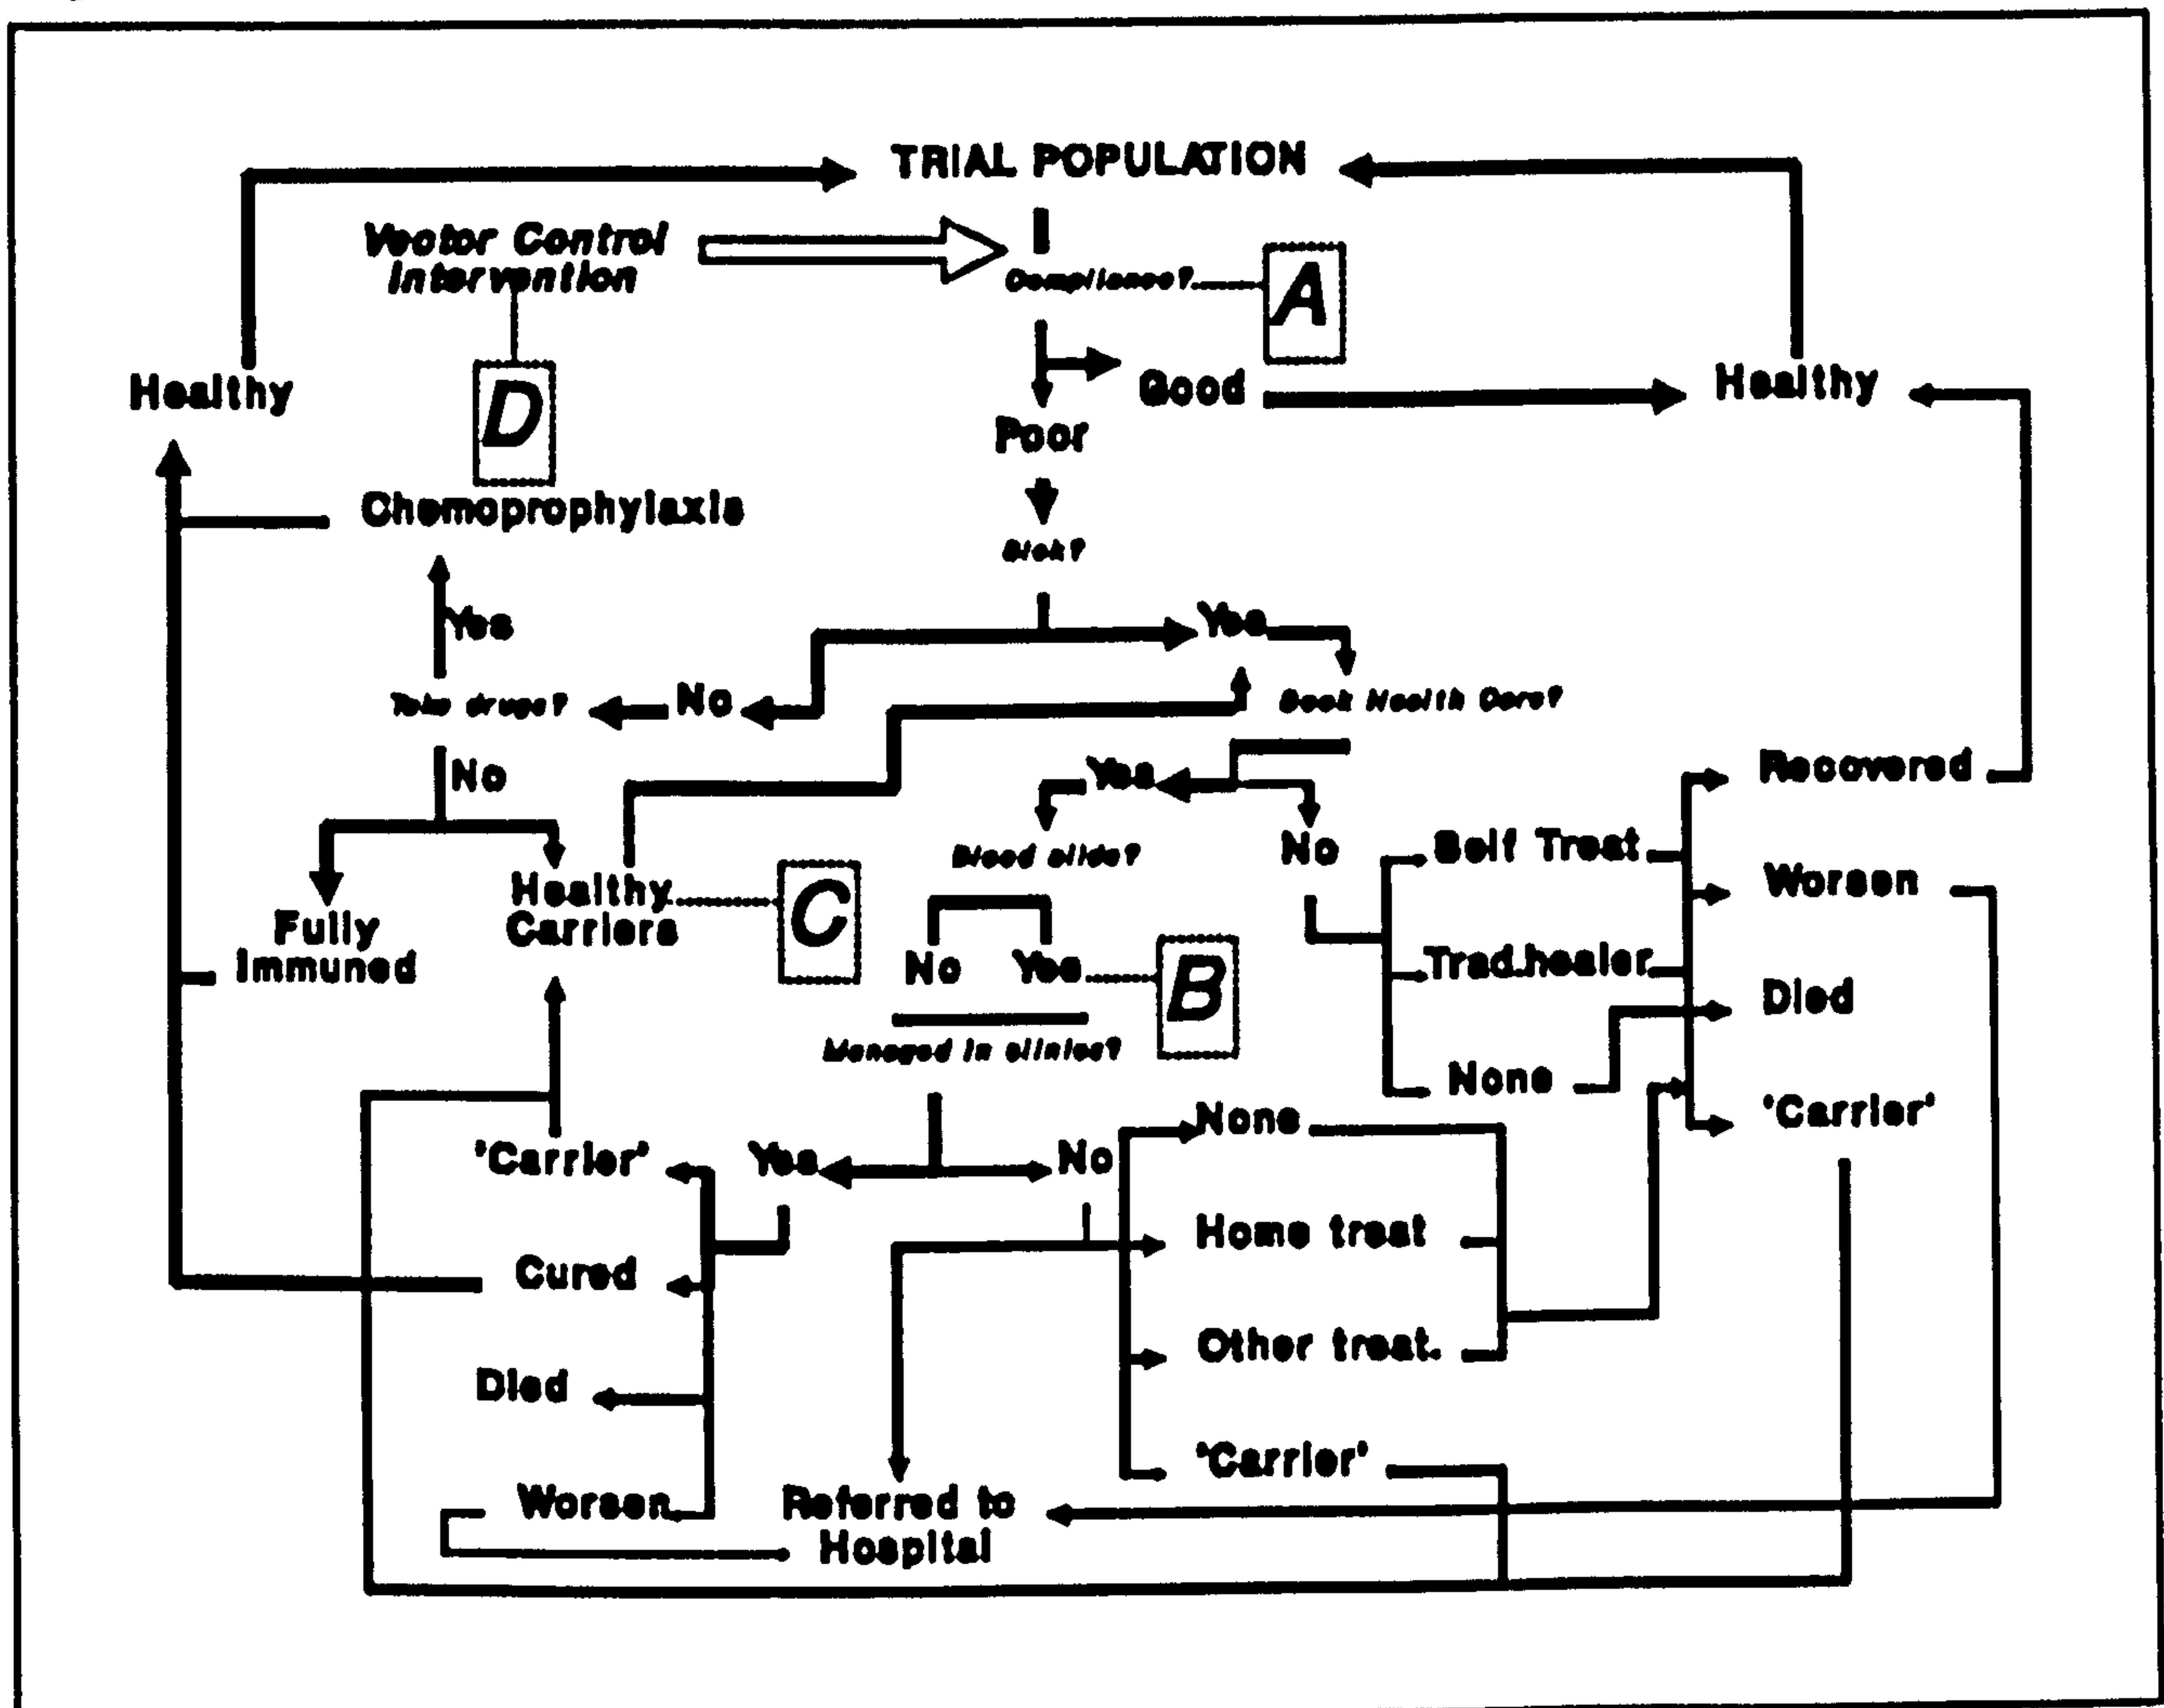 TRIAL POPULATION
Vector Control
Intervention
Compliance?
A
Healthy
D
Good
Healthy
Poor
Chemoprophylaxis
Sick?
Yes
Yes
Take drugs?
No
Seek Health Care?
No
Yes
Recovered
Blood slide?
No
Self Treat
Worsen
Healthy
Carriers
C
Fully
Immuned
No
Yes
B
Trad.healer
Died
Managed in clinics?
None
'Carrier'
None
'Carrier'
Yes
No
Home treat
Cured
Other treat.
Died
'Carrier'
Worsen
Referred to
Hospital